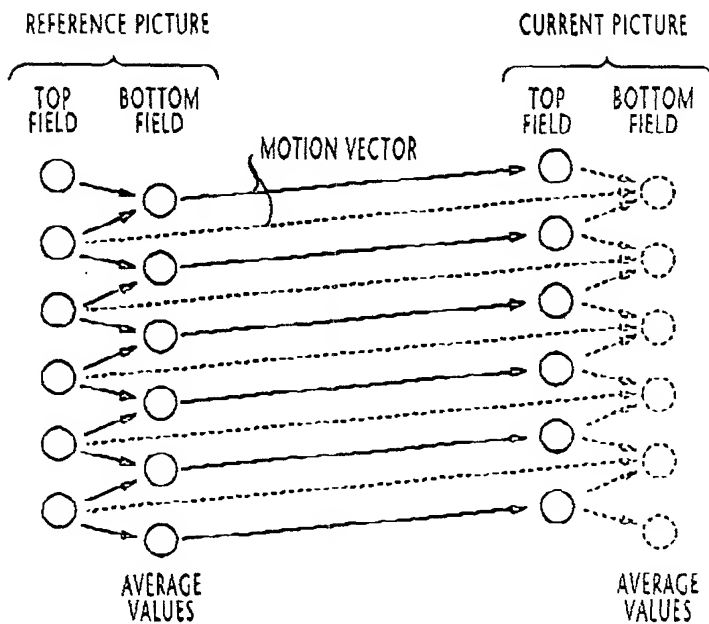 REFERENCE PICTURE
CURRENT PICTURE
TOP
FIELD
BOTTOM
FIELD
TOP
FIELD
BOTTOM
FIELD
MOTION VECTOR
AVERAGE
VALUES
AVERAGE
VALUES